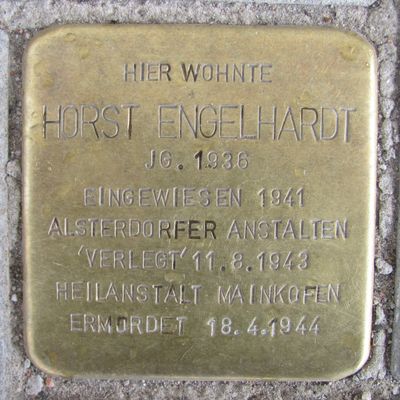 HIER WOHNTE
HORST ENGELHARDT
JG. 1936
EINGEWIESEN 1941
ALSTERDORFER ANSTALTEN
'VERLEGT' 11.8.1943
HEILANSTALT MAINKOFEN
ERMORDET 18.4.1944